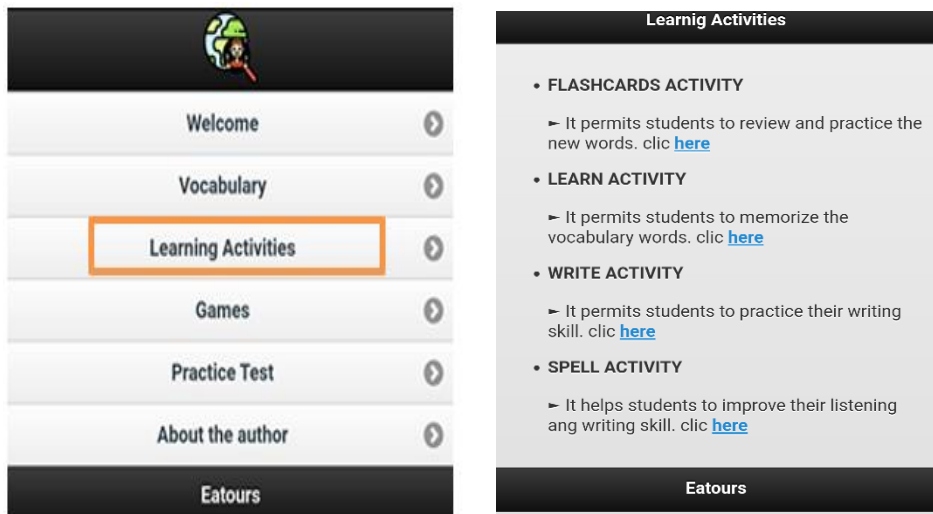 Welcome
Vocabulary
Learning Activities
Games
Practice Test
About the author
Eatours
Learnig Activities
• FLASHCARDS ACTIVITY
► It permits students to review and practice the
new words. clic here
• LEARN ACTIVITY
► It permits students to memorize the
vocabulary words. clic here
• WRITE ACTIVITY
► It permits students to practice their writing
skill. clic here
• SPELL ACTIVITY
► It helps students to improve their listening
ang writing skill. clic here
Eatours